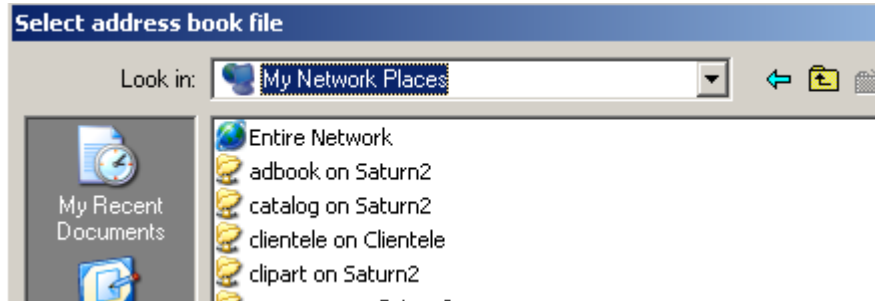 Select address book file
Look in: My Network Places
Entire Network
adbook on Saturn2
catalog on Saturn2
clientele on Clientele
clipart on Saturn2
My Recent
Documents